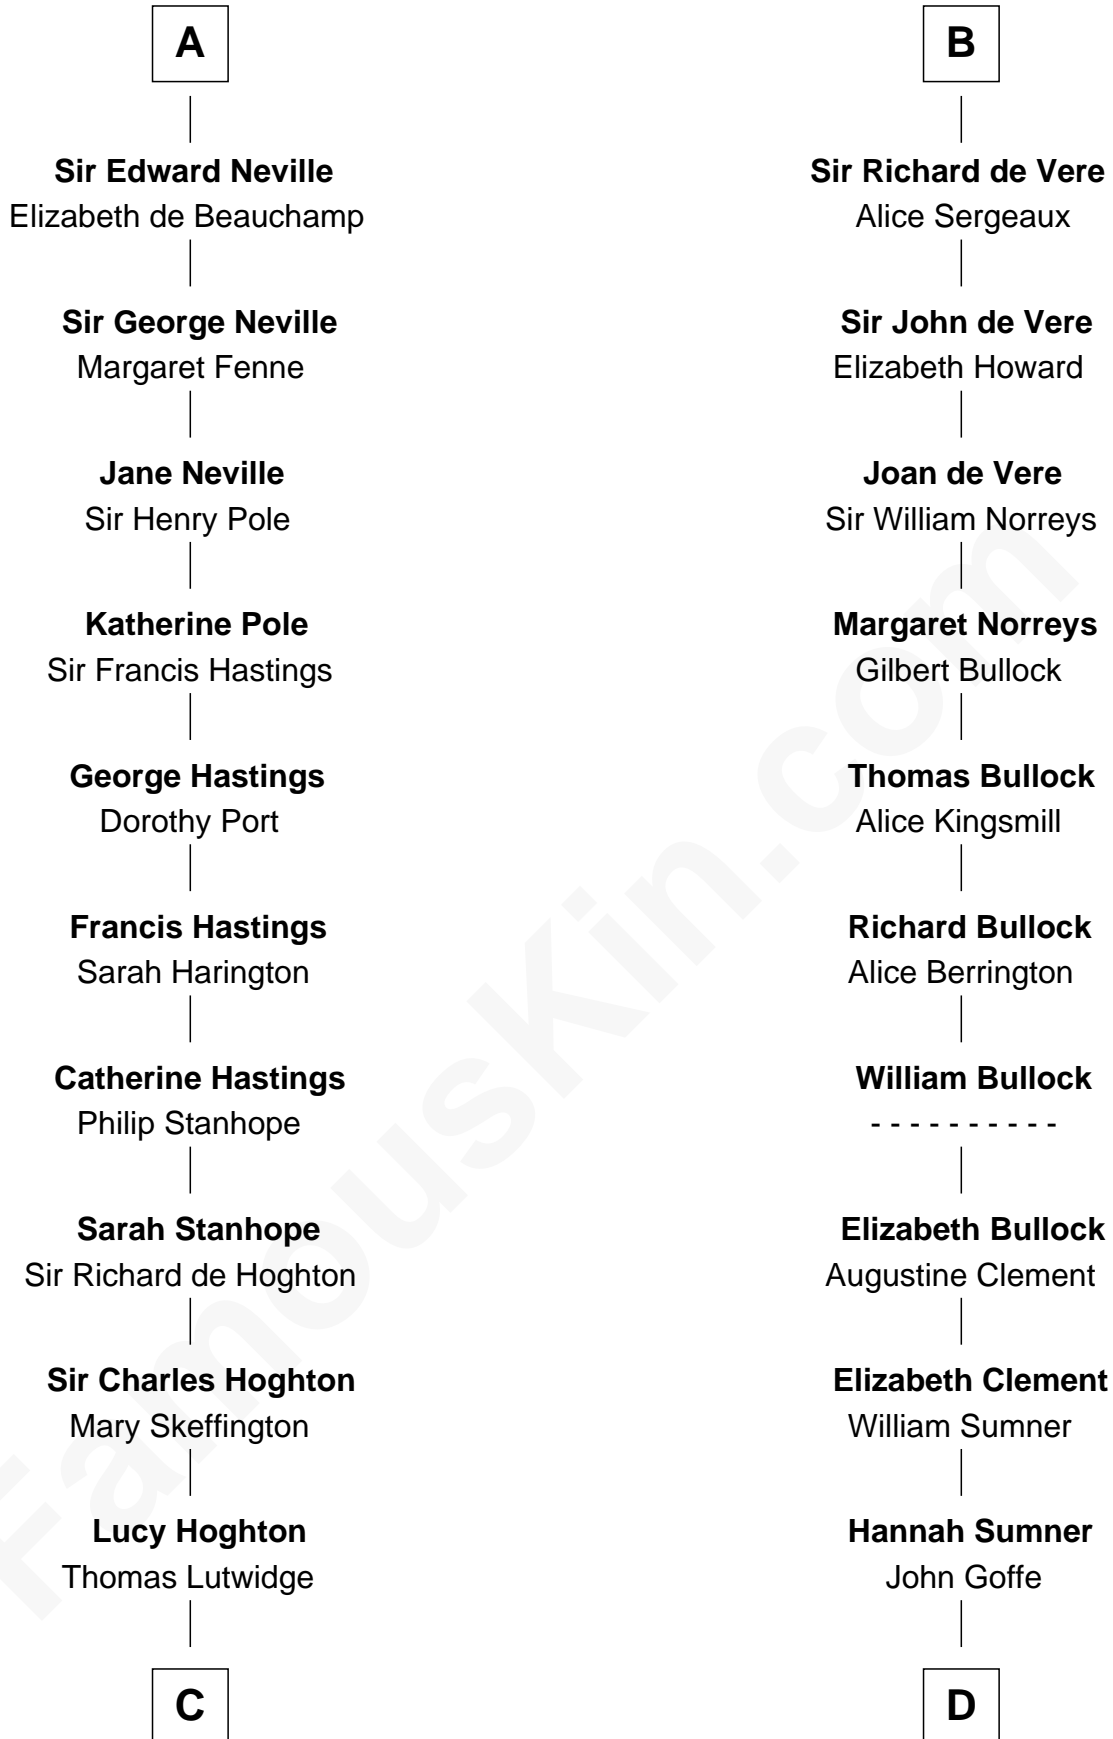 A
Sir Edward Neville
Elizabeth de Beauchamp
Sir George Neville
Margaret Fenne
Jane Neville
Sir Henry Pole
Katherine Pole
Sir Francis Hastings
George Hastings
Dorothy Port
Francis Hastings
Sarah Harington
Catherine Hastings
Philip Stanhope
Sarah Stanhope
Sir Richard de Hoghton
Sir Charles Hoghton
Mary Skeffington
Lucy Hoghton
Thomas Lutwidge
C
B
Sir Richard de Vere
Alice Sergeaux
Sir John de Vere
Elizabeth Howard
Joan de Vere
Sir William Norreys
Margaret Norreys
Gilbert Bullock
Thomas Bullock
Alice Kingsmill
Richard Bullock
Alice Berrington
William Bullock
- - - - - - - - - -
Elizabeth Bullock
Augustine Clement
Elizabeth Clement
William Sumner
Hannah Sumner
John Goffe
D
FamousKin.com